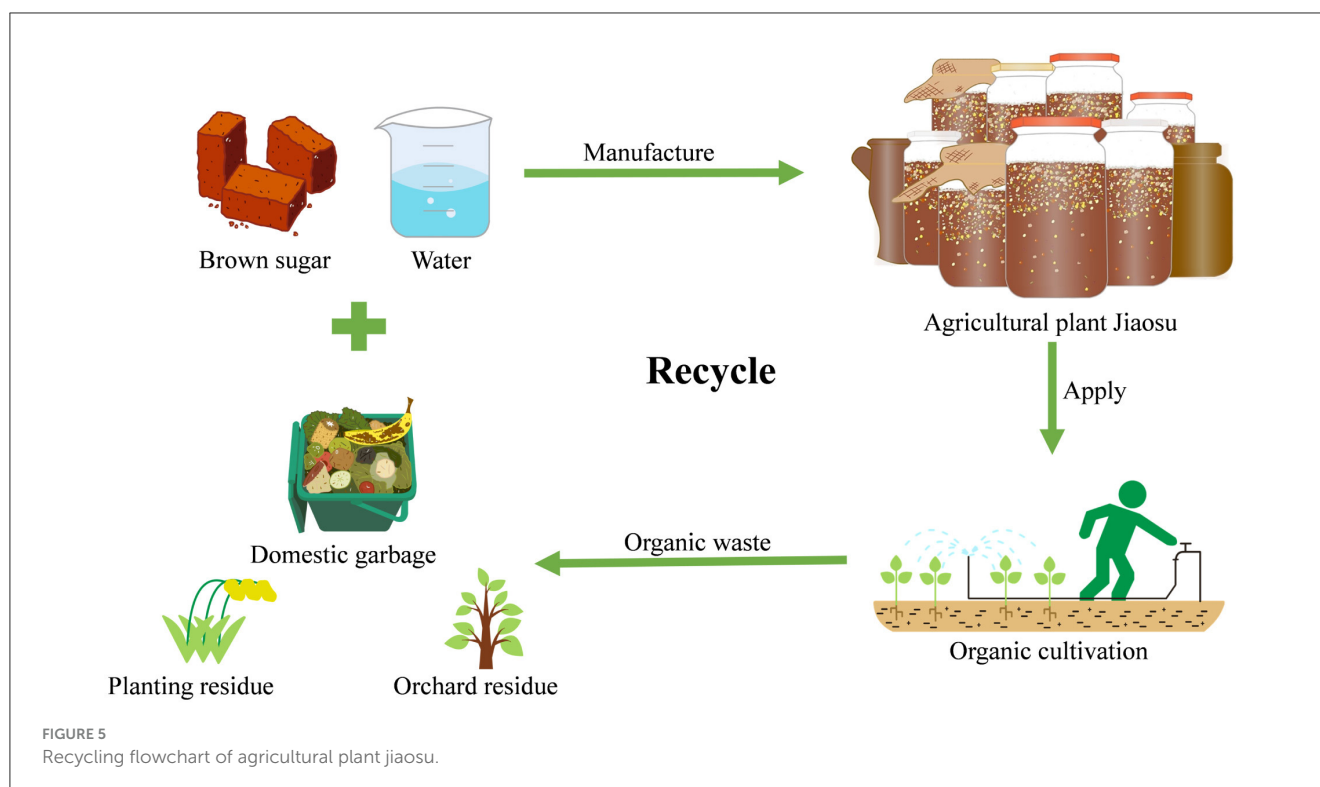 Manufacture
Brown sugar
Water
Agricultural plant Jiaosu
Recycle
Apply
Domestic garbage
Organic waste
Planting residue
Orchard residue
Organic cultivation
FIGURE 5
Recycling flowchart of agricultural plant jiaosu.